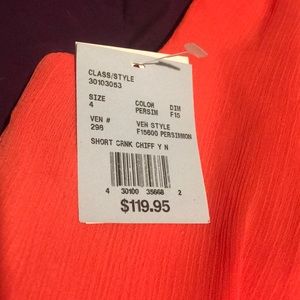 CLASS/STYLE
30103053
SIZE COLOR DIM
4 PERSIM F15
VEN # VEN STYLE
298 F15600 PERSIMMON
SHORT CRNK CHIFF Y N
4 30100 35668 2
$119.95